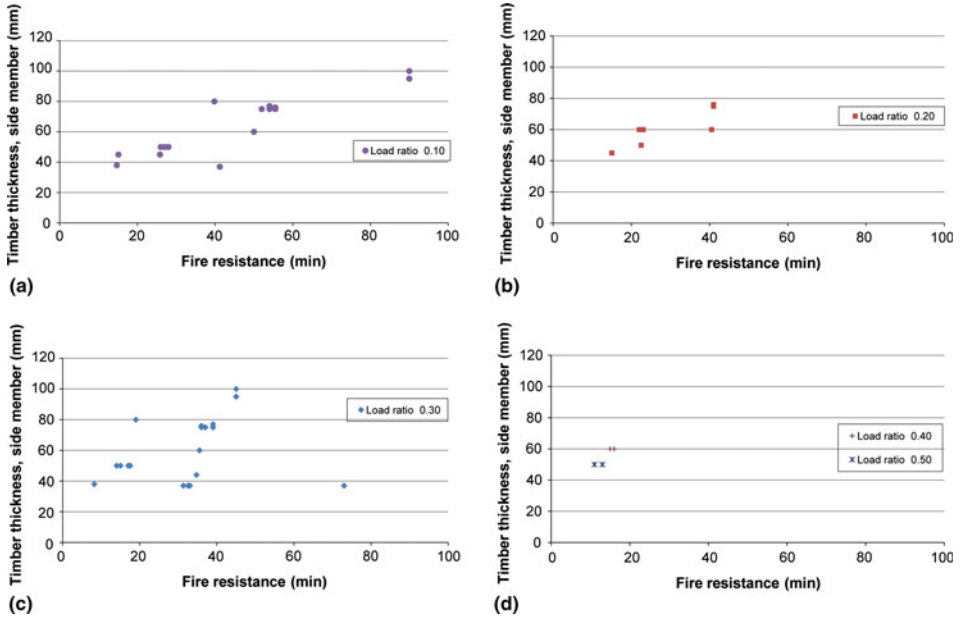 Timber thickness, side member (mm)
120
100
80
60
40
20
0
0 20 40 60 80 100
Fire resistance (min)
Load ratio 0.10
(a)
Timber thickness, side member (mm)
120
100
80
60
40
20
0
0 20 40 60 80 100
Fire resistance (min)
Load ratio 0.20
(b)
Timber thickness, side member (mm)
120
100
80
60
40
20
0
0 20 40 60 80 100
Fire resistance (min)
Load ratio 0.30
(c)
Timber thickness, side member (mm)
120
100
80
60
40
20
0
0 20 40 60 80 100
Fire resistance (min)
Load ratio 0.40
Load ratio 0.50
(d)